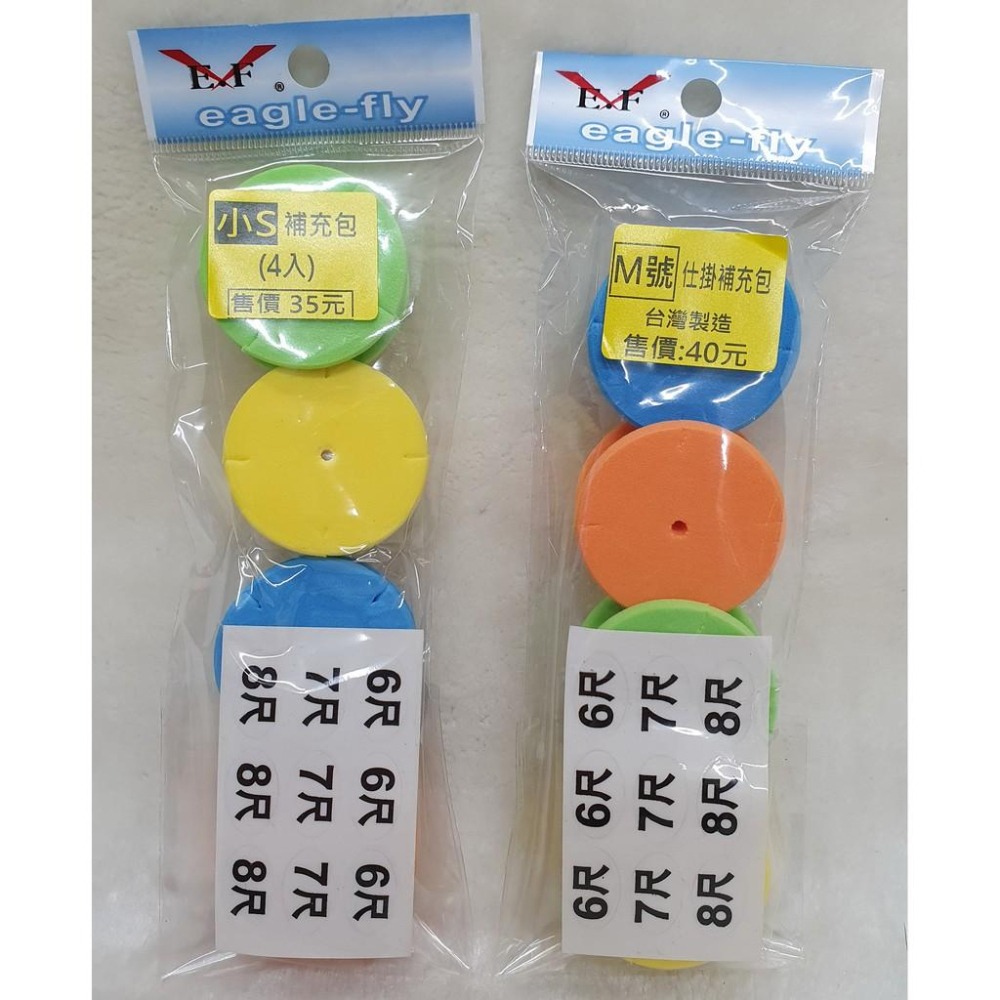 E.F ®
eagle-fly
小S 補充包
(4入)
售價 35元
8尺 7尺 6尺
8尺 7尺 6尺
8尺 7尺 6尺
E.F ®
eagle-fly
M號 仕掛補充包
台灣製造
售價:40元
6尺 7尺 8尺
6尺 7尺 8尺
6尺 7尺 8尺